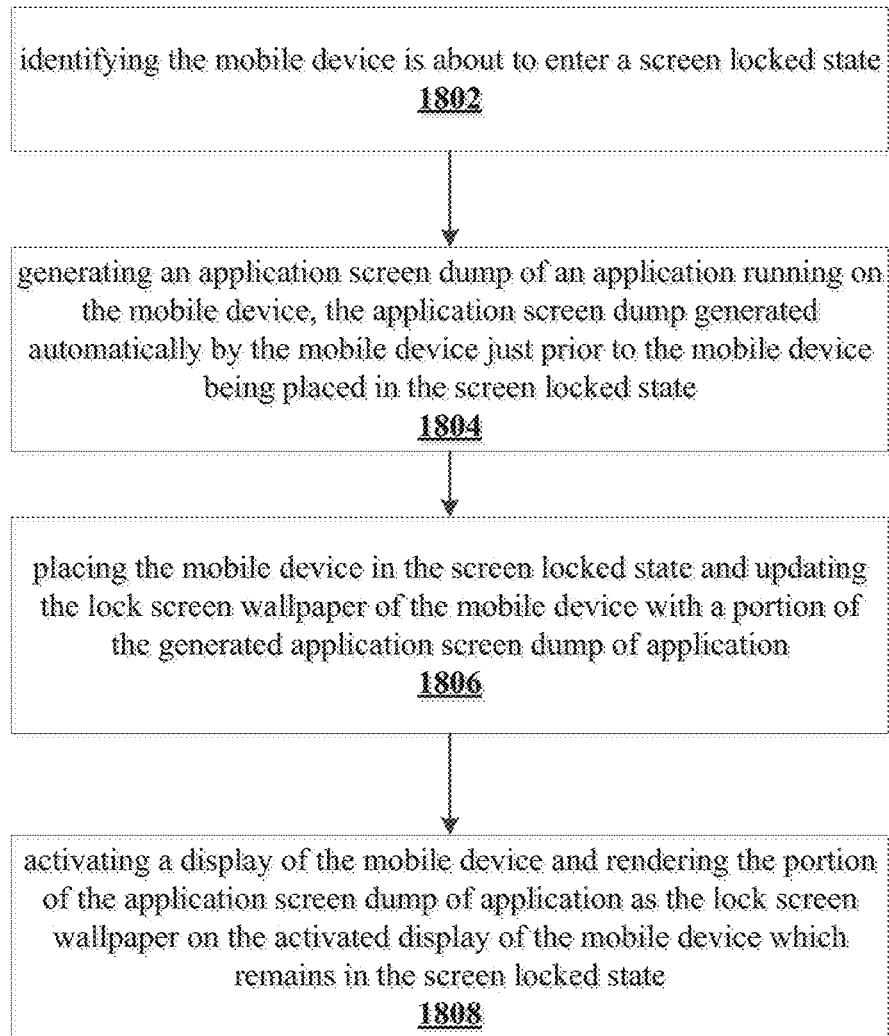 identifying the mobile device is about to enter a screen locked state
1802
generating an application screen dump of an application running on
the mobile device, the application screen dump generated
automatically by the mobile device just prior to the mobile device
being placed in the screen locked state
1804
placing the mobile device in the screen locked state and updating
the lock screen wallpaper of the mobile device with a portion of
the generated application screen dump of application
1806
activating a display of the mobile device and rendering the portion
of the application screen dump of application as the lock screen
wallpaper on the activated display of the mobile device which
remains in the screen locked state
1808